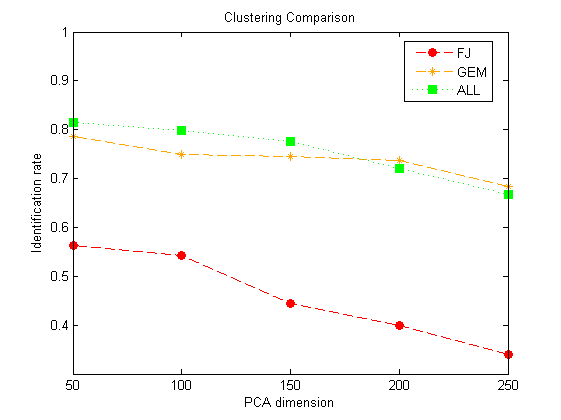 Clustering Comparison
1
0.9
0.8
0.7
0.6
0.5
0.4
Identification rate
FJ
GEM
ALL
50 100 150 200 250
PCA dimension